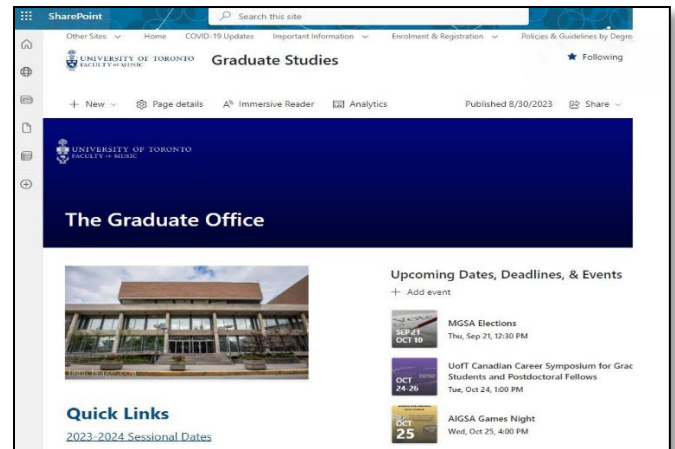 SharePoint
Search this site
Other Sites Home COVID-19 Updates Important Information Enrolment & Registration Policies & Guidelines by Degre
UNIVERSITY OF TORONTO
FACULTY OF MUSIC
Graduate Studies
Following
+ New Page details Immersive Reader Analytics Published 8/30/2023 Share
UNIVERSITY OF TORONTO
FACULTY OF MUSIC
The Graduate Office
Upcoming Dates, Deadlines, & Events
+ Add event
VOTE
SEP 21
OCT 10
MGSA Elections
Thu, Sep 21, 12:30 PM
OCT
24-26
UofT Canadian Career Symposium for Grac
Students and Postdoctoral Fellows
Tue, Oct 24, 1:00 PM
OCT
25
AIGSA Games Night
Wed, Oct 25, 4:00 PM
Quick Links
2023-2024 Sessional Dates